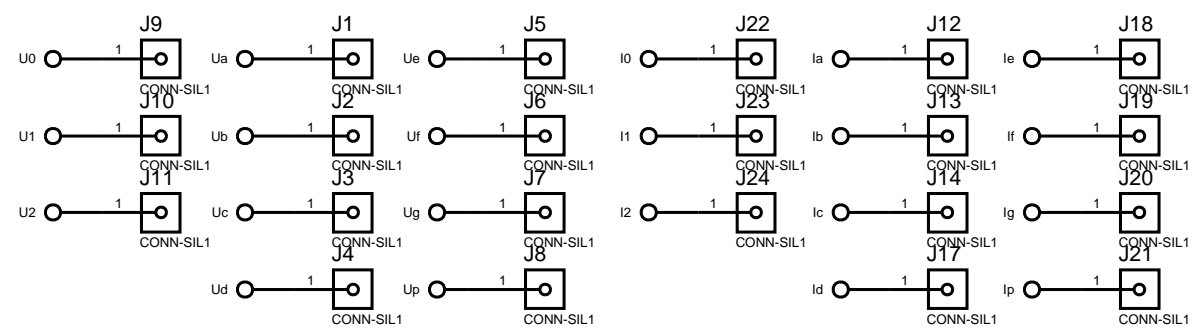 J9 J1 J5 J22 J12 J18
U0 1 Ua 1 Ue 1 I0 1 Ia 1 Ie 1
CONN-SIL1 CONN-SIL1 CONN-SIL1 CONN-SIL1 CONN-SIL1 CONN-SIL1
J10 J2 J6 J23 J13 J19
U1 1 Ub 1 Uf 1 I1 1 Ib 1 If 1
CONN-SIL1 CONN-SIL1 CONN-SIL1 CONN-SIL1 CONN-SIL1 CONN-SIL1
J11 J3 J7 J24 J14 J20
U2 1 Uc 1 Ug 1 I2 1 Ic 1 Ig 1
CONN-SIL1 CONN-SIL1 CONN-SIL1 CONN-SIL1 CONN-SIL1 CONN-SIL1
J4 J8 J17 J21
Ud 1 Up 1 Id 1 Ip 1
CONN-SIL1 CONN-SIL1 CONN-SIL1 CONN-SIL1